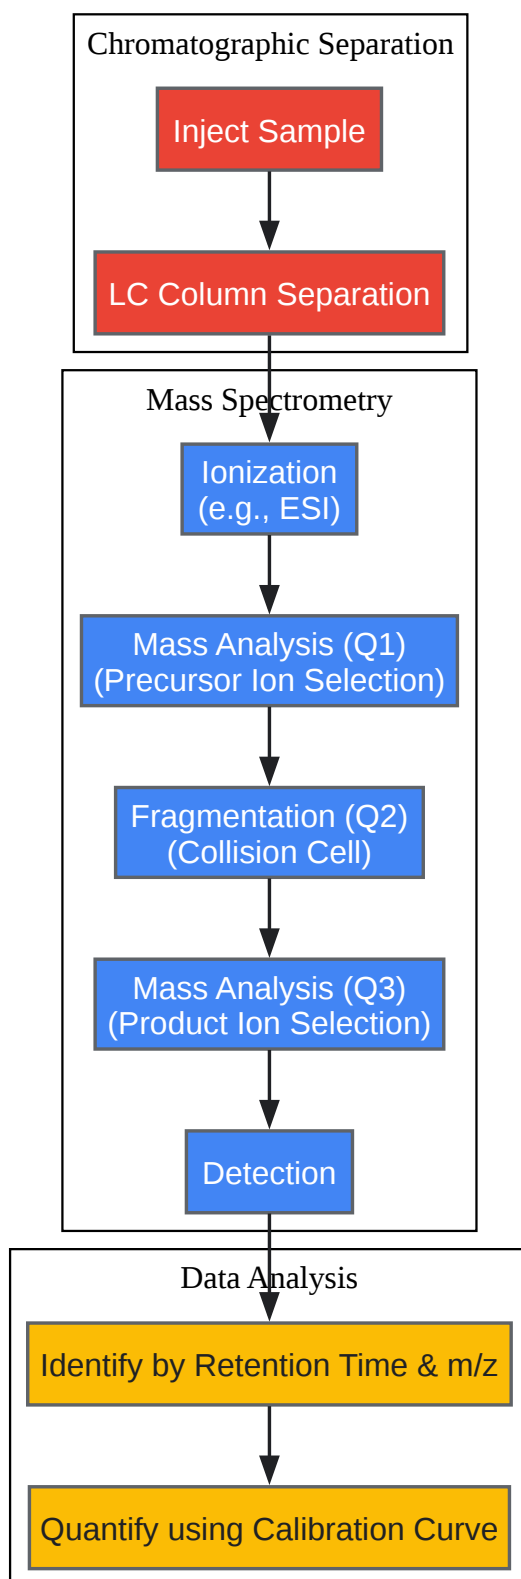 Chromatographic Separation
Inject Sample
LC Column Separation
Mass Spectrometry
Ionization
(e.g., ESI)
Mass Analysis (Q1)
(Precursor Ion Selection)
Fragmentation (Q2)
(Collision Cell)
Mass Analysis (Q3)
(Product Ion Selection)
Detection
Data Analysis
Identify by Retention Time & m/z
Quantify using Calibration Curve